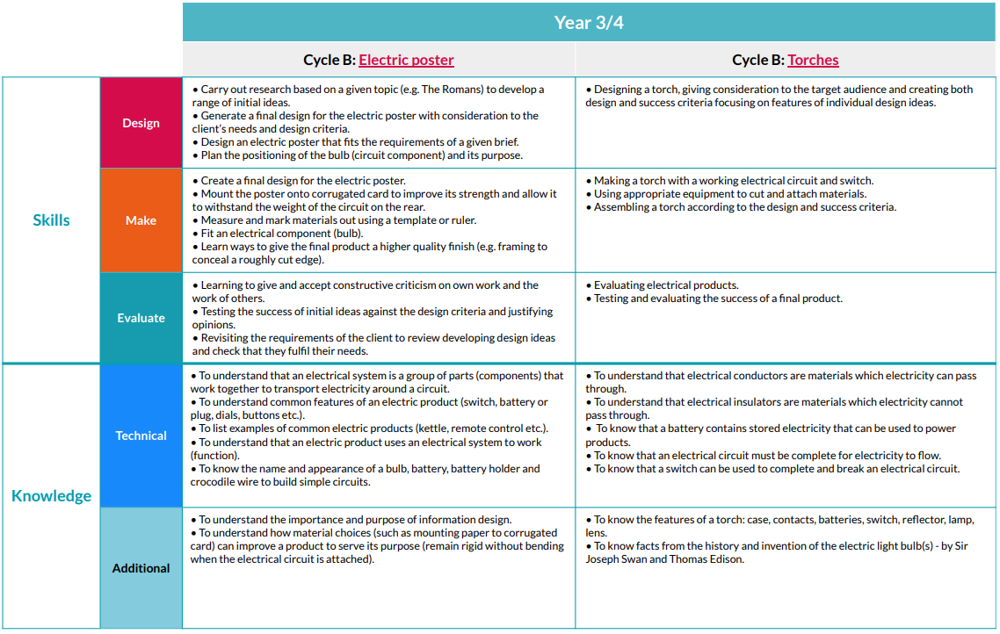 Year 3/4
Cycle B: Electric poster
Cycle B: Torches
Skills
Design
• Carry out research based on a given topic (e.g. The Romans) to develop a
range of initial ideas.
• Generate a final design for the electric poster with consideration to the
client's needs and design criteria.
• Design an electric poster that fits the requirements of a given brief.
• Plan the positioning of the bulb (circuit component) and its purpose.
• Designing a torch, giving consideration to the target audience and creating both
design and success criteria focusing on features of individual design ideas.
Make
• Create a final design for the electric poster.
• Mount the poster onto corrugated card to improve its strength and allow it
to withstand the weight of the circuit on the rear.
• Measure and mark materials out using a template or ruler.
• Fit an electrical component (bulb).
• Learn ways to give the final product a higher quality finish (e.g. framing to
conceal a roughly cut edge).
• Making a torch with a working electrical circuit and switch.
• Using appropriate equipment to cut and attach materials.
• Assembling a torch according to the design and success criteria.
Evaluate
• Learning to give and accept constructive criticism on own work and the
work of others.
• Testing the success of initial ideas against the design criteria and justifying
opinions.
• Revisiting the requirements of the client to review developing design ideas
and check that they fulfil their needs.
• Evaluating electrical products.
• Testing and evaluating the success of a final product.
Knowledge
Technical
• To understand that an electrical system is a group of parts (components) that
work together to transport electricity around a circuit.
• To understand common features of an electric product (switch, battery or
plug, dials, buttons etc.).
• To list examples of common electric products (kettle, remote control etc.).
• To understand that an electric product uses an electrical system to work
(function).
• To know the name and appearance of a bulb, battery, battery holder and
crocodile wire to build simple circuits.
• To understand that electrical conductors are materials which electricity can pass
through.
• To understand that electrical insulators are materials which electricity cannot
pass through.
• To know that a battery contains stored electricity that can be used to power
products.
• To know that an electrical circuit must be complete for electricity to flow.
• To know that a switch can be used to complete and break an electrical circuit.
Additional
• To understand the importance and purpose of information design.
• To understand how material choices (such as mounting paper to corrugated
card) can improve a product to serve its purpose (remain rigid without bending
when the electrical circuit is attached).
• To know the features of a torch: case, contacts, batteries, switch, reflector, lamp,
lens.
• To know facts from the history and invention of the electric light bulb(s) - by Sir
Joseph Swan and Thomas Edison.